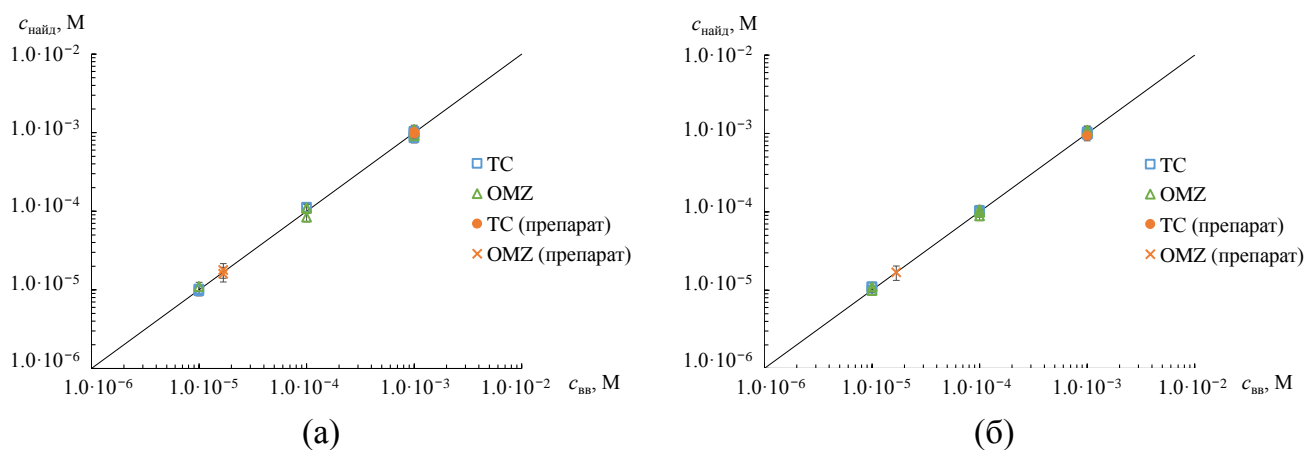 c найд, М
1.0·10⁻²
1.0·10⁻³
1.0·10⁻⁴
1.0·10⁻⁵
1.0·10⁻⁶
1.0·10⁻⁶ 1.0·10⁻⁵ 1.0·10⁻⁴ 1.0·10⁻³ 1.0·10⁻² c вв, М
TC
OMZ
TC (препарат)
OMZ (препарат)
(а)
c найд, М
1.0·10⁻²
1.0·10⁻³
1.0·10⁻⁴
1.0·10⁻⁵
1.0·10⁻⁶
1.0·10⁻⁶ 1.0·10⁻⁵ 1.0·10⁻⁴ 1.0·10⁻³ 1.0·10⁻² c вв, М
TC
OMZ
TC (препарат)
OMZ (препарат)
(б)